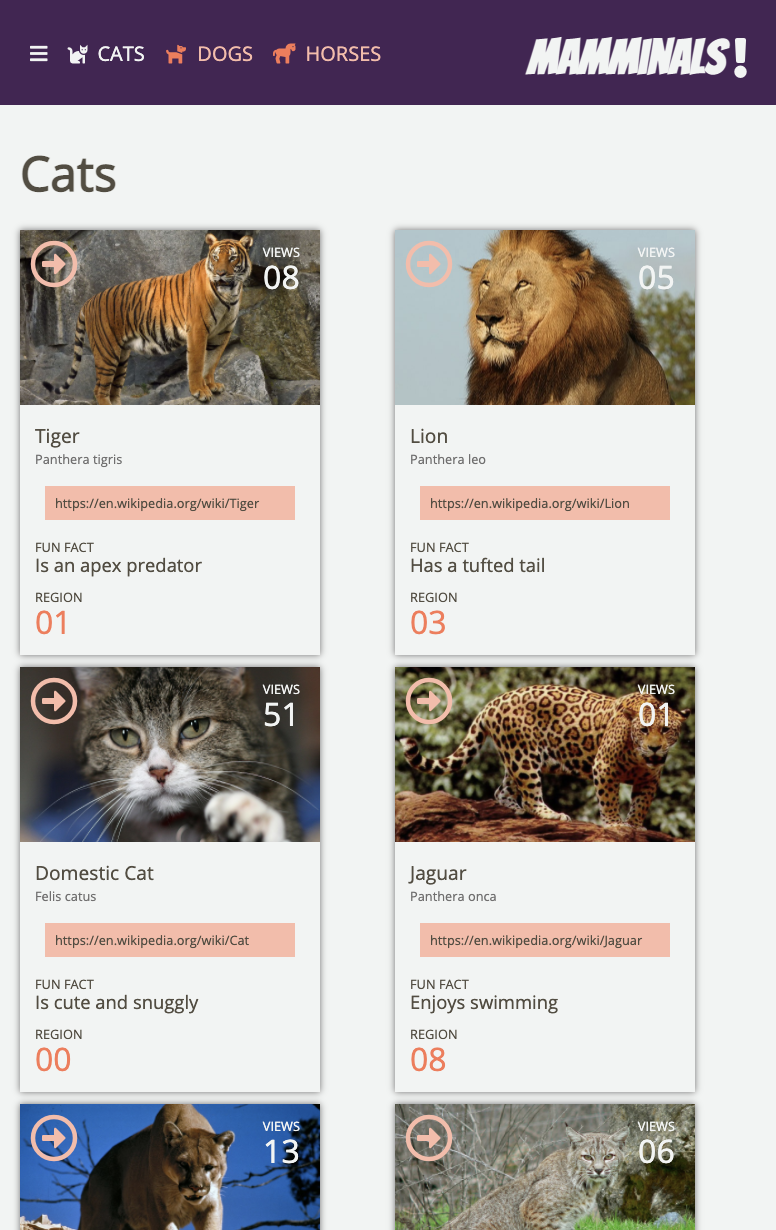 CATS DOGS HORSES MAMMINALS!
Cats
VIEWS
08
Tiger
Panthera tigris
https://en.wikipedia.org/wiki/Tiger
FUN FACT
Is an apex predator
REGION
01
VIEWS
05
Lion
Panthera leo
https://en.wikipedia.org/wiki/Lion
FUN FACT
Has a tufted tail
REGION
03
VIEWS
51
Domestic Cat
Felis catus
https://en.wikipedia.org/wiki/Cat
FUN FACT
Is cute and snuggly
REGION
00
VIEWS
01
Jaguar
Panthera onca
https://en.wikipedia.org/wiki/Jaguar
FUN FACT
Enjoys swimming
REGION
08
VIEWS
13
VIEWS
06